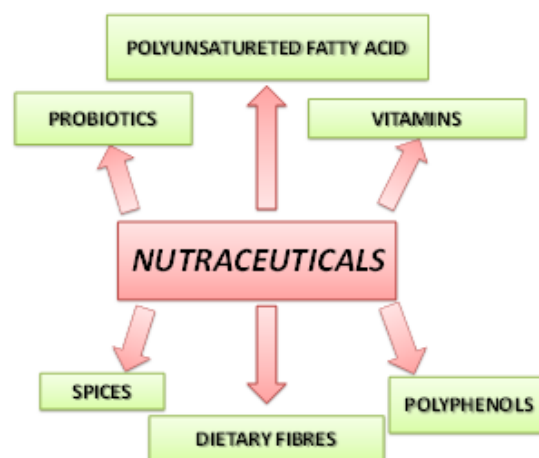 POLYUNSATURETED FATTY ACID
PROBIOTICS
VITAMINS
NUTRACEUTICALS
SPICES
POLYPHENOLS
DIETARY FIBRES